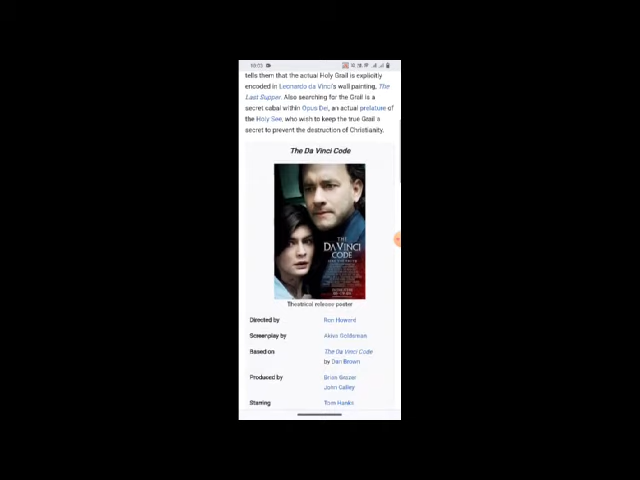 tells them that the actual Holy Grail is explicitly
encoded in Leonardo da Vinci's wall painting, The
Last Supper. Also searching for the Grail is a
secret cabal within Opus Dei, an actual prelature of
the Holy See, who wish to keep the true Grail a
secret to prevent the destruction of Christianity.
The Da Vinci Code
THE
DA VINCI
CODE
Theatrical release poster
Directed by Ron Howard
Screenplay by Akiva Goldsman
Based on The Da Vinci Code
by Dan Brown
Produced by Brian Grazer
John Calley
Starring Tom Hanks